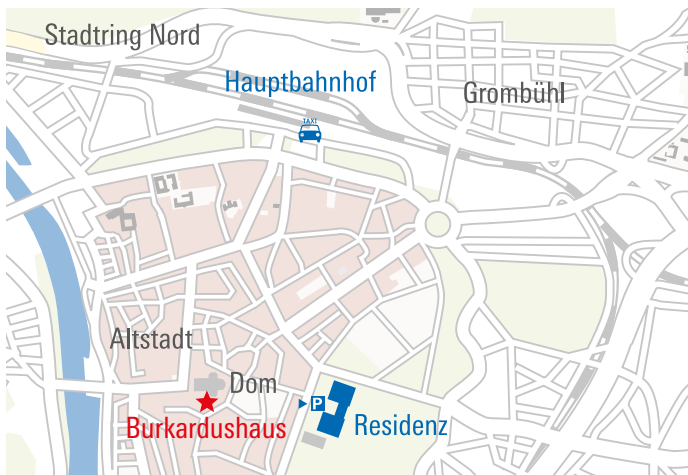 Stadtring Nord
Hauptbahnhof
Grombühl
TAXI
Altstadt
Dom
P
Burkardushaus
Residenz